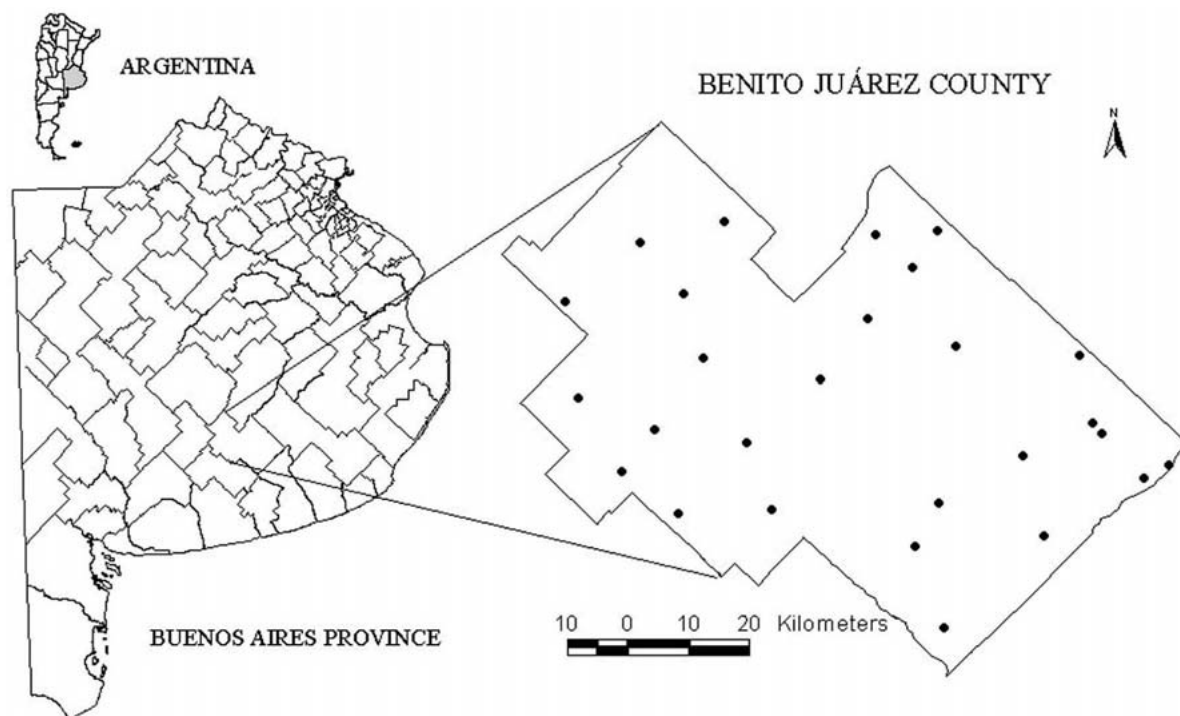 ARGENTINA
BENITO JUÁREZ COUNTY
N
BUENOS AIRES PROVINCE
10 0 10 20 Kilometers